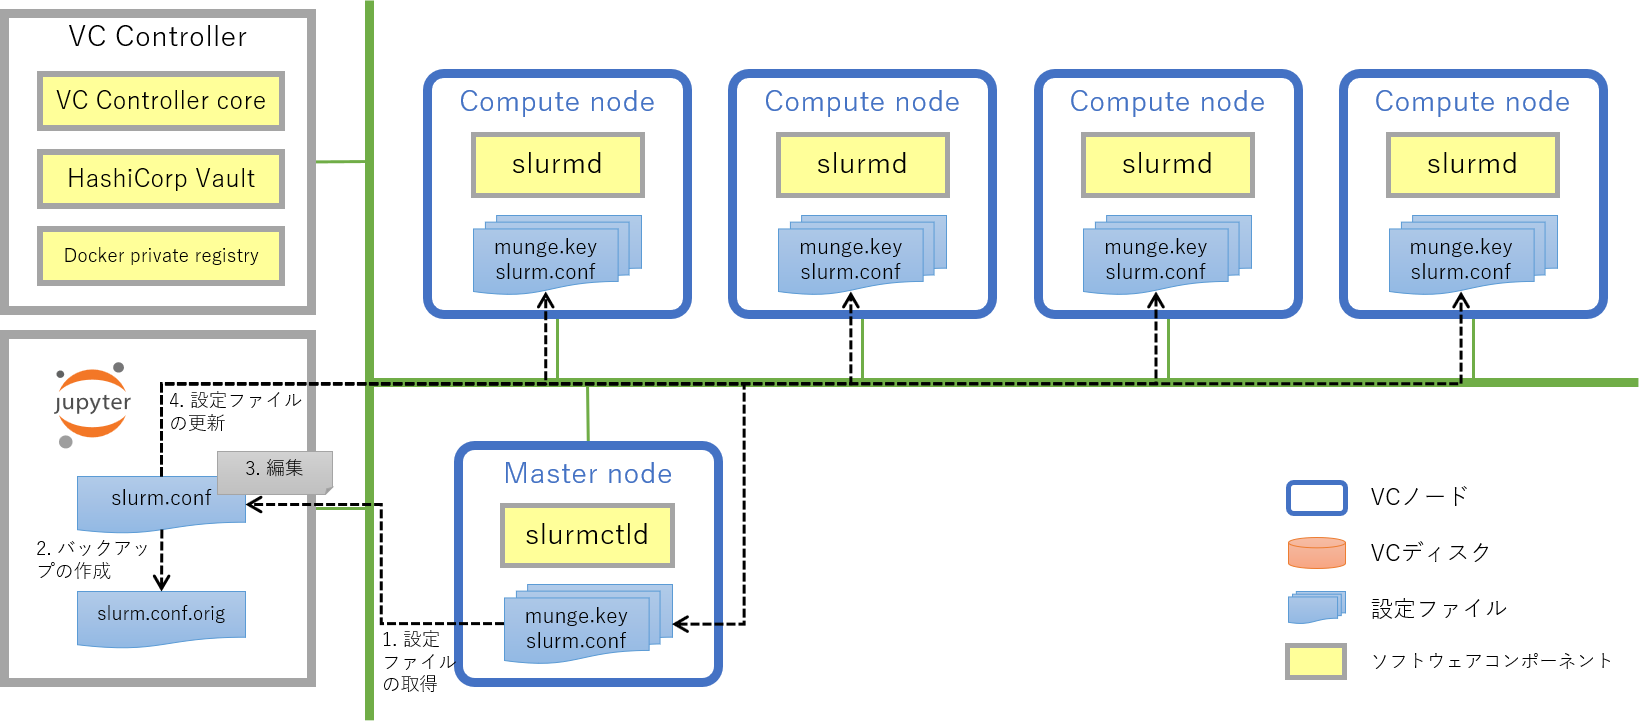 VC Controller
VC Controller core
HashiCorp Vault
Docker private registry
Compute node
slurmd
munge.key
slurm.conf
Compute node
slurmd
munge.key
slurm.conf
Compute node
slurmd
munge.key
slurm.conf
Compute node
slurmd
munge.key
slurm.conf
jupyter
4. 設定ファイル
の更新
3. 編集
slurm.conf
2. バックアッ
プの作成
slurm.conf.orig
1. 設定
ファイル
の取得
Master node
slurmctld
munge.key
slurm.conf
VCノード
VCディスク
設定ファイル
ソフトウェアコンポーネント